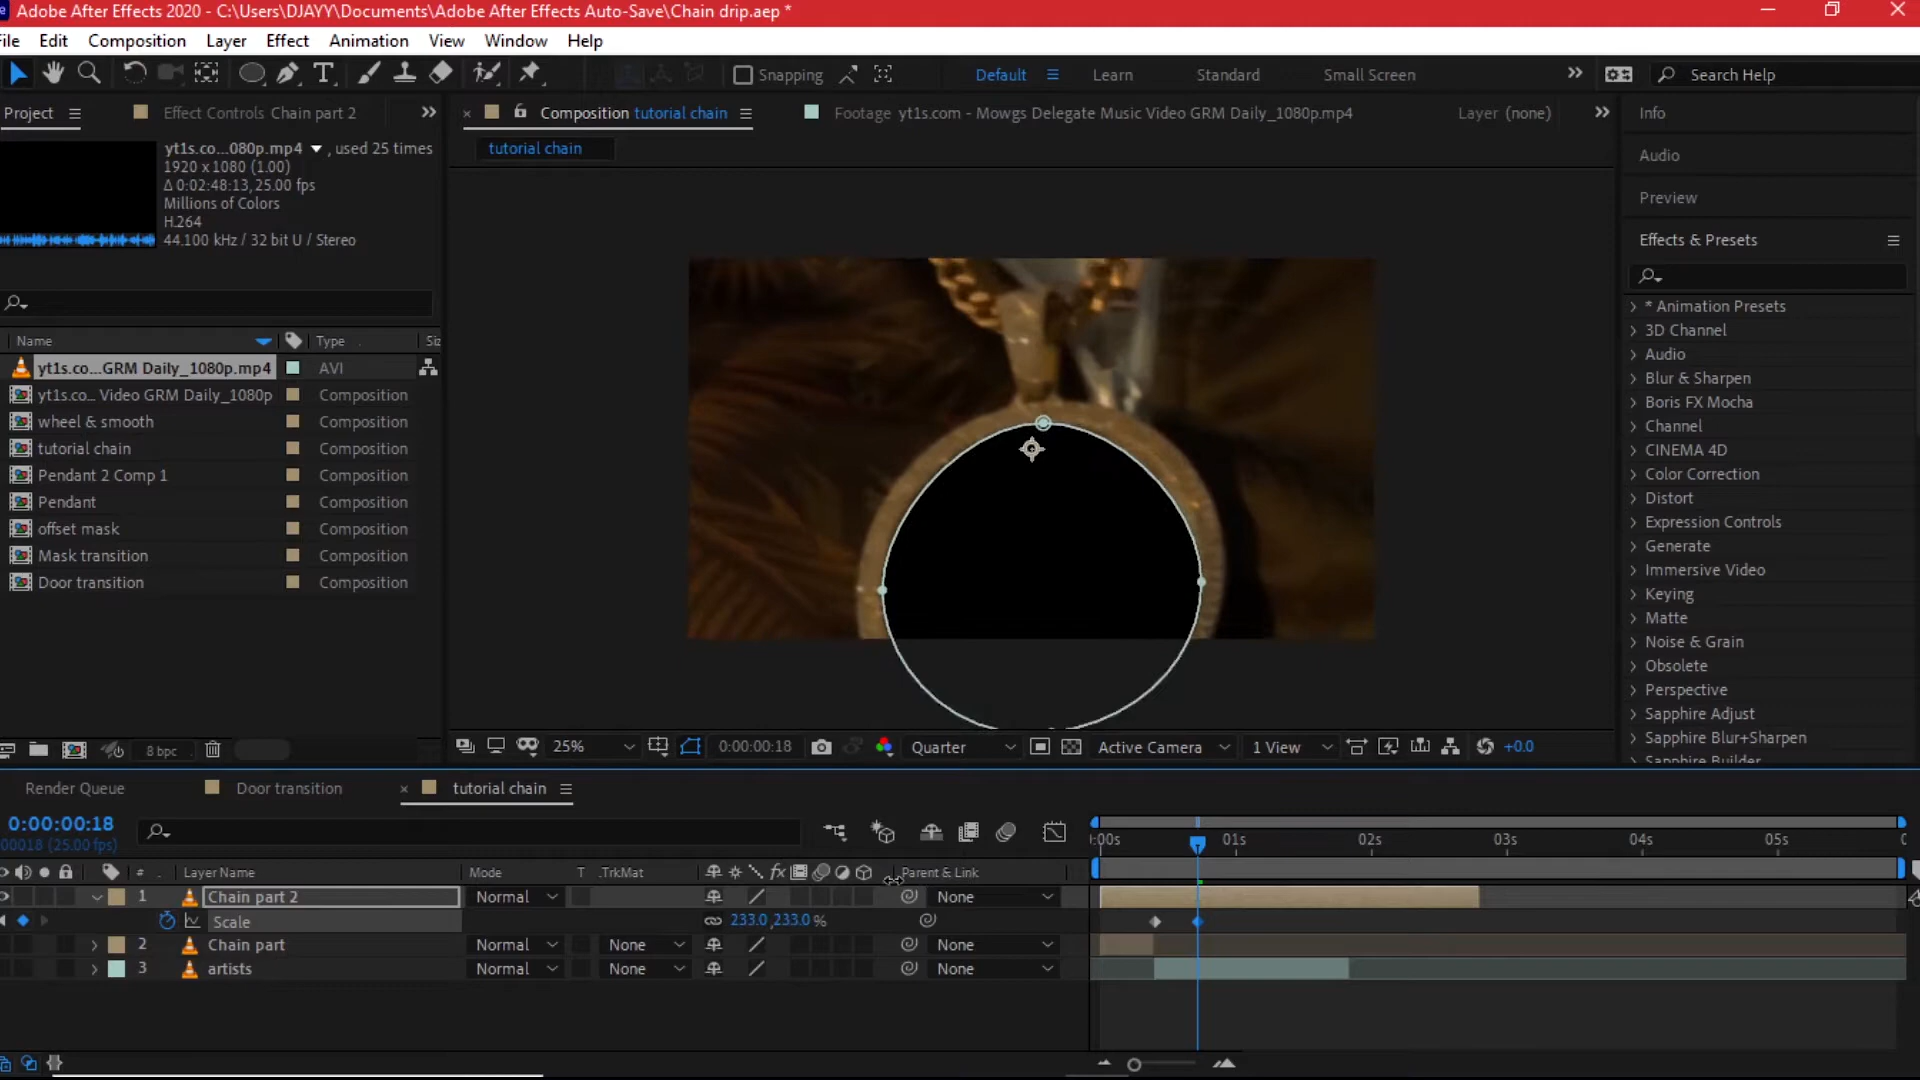 Adobe After Effects 2020 - C:\Users\DJAYY\Documents\Adobe After Effects Auto-Save\Chain drip.aep *
File Edit Composition Layer Effect Animation View Window Help
Snapping Default Learn Standard Small Screen Search Help
Project Effect Controls Chain part 2 Composition tutorial chain Footage yt1s.com - Mowgs Delegate Music Video GRM Daily_1080p.mp4 Layer (none)
tutorial chain
yt1s.co...080p.mp4 , used 25 times
1920 x 1080 (1.00)
Δ 0:02:48:13, 25.00 fps
Millions of Colors
H.264
44.100 kHz / 32 bit U / Stereo
Name Type Siz
yt1s.co...GRM Daily_1080p.mp4 AVI
yt1s.co... Video GRM Daily_1080p Composition
wheel & smooth Composition
tutorial chain Composition
Pendant 2 Comp 1 Composition
Pendant Composition
offset mask Composition
Mask transition Composition
Door transition Composition
8 bpc
25% 0:00:00:18 Quarter Active Camera 1 View +0.0
Info
Audio
Preview
Effects & Presets
* Animation Presets
3D Channel
Audio
Blur & Sharpen
Boris FX Mocha
Channel
CINEMA 4D
Color Correction
Distort
Expression Controls
Generate
Immersive Video
Keying
Matte
Noise & Grain
Obsolete
Perspective
Sapphire Adjust
Sapphire Blur+Sharpen
Sapphire Builder
Render Queue Door transition tutorial chain
0:00:00:18
00018 (25.00 fps)
:00s 01s 02s 03s 04s 05s
# Layer Name Mode T .TrkMat fx Parent & Link
1 Chain part 2 Normal None
Scale 233.0,233.0 %
2 Chain part Normal None None
3 artists Normal None None